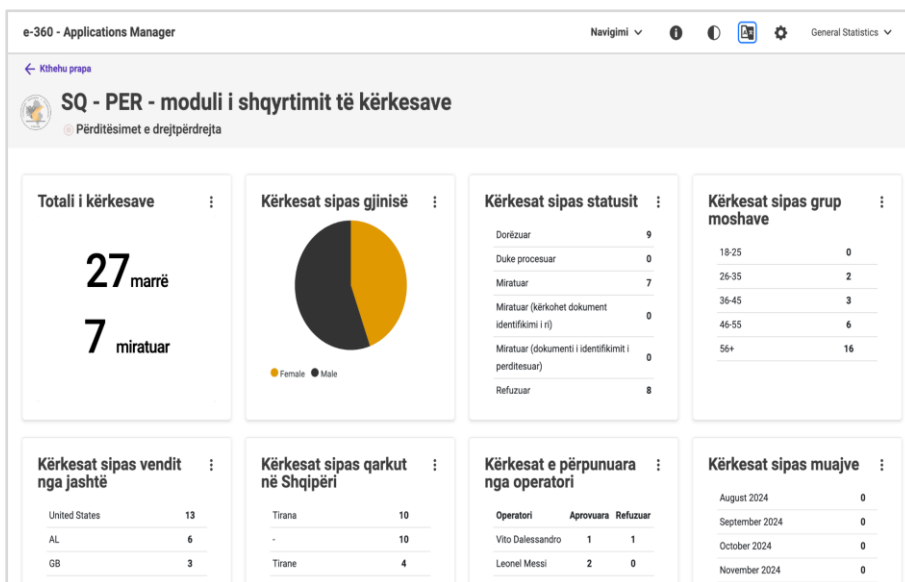 e-360 - Applications Manager
Navigimi
General Statistics
Kthehu prapa
SQ - PER - moduli i shqyrtimit të kërkesave
Përditësimet e drejtpërdrejta
Totali i kërkesave
27 marrë
7 miratuar
Kërkesat sipas gjinisë
Female Male
Kërkesat sipas statusit
Dorëzuar 9
Duke procesuar 0
Miratuar 7
Miratuar (kërkohet dokument
identifikimi i ri) 0
Miratuar (dokumenti i identifikimit i
perditesuar) 0
Refuzuar 8
Kërkesat sipas grup
moshave
18-25 0
26-35 2
36-45 3
46-55 6
56+ 16
Kërkesat sipas vendit
nga jashtë
United States 13
AL 6
GB 3
Kërkesat sipas qarkut
në Shqipëri
Tirana 10
- 10
Tirane 4
Kërkesat e përpunuara
nga operatori
Operatori Aprovuara Refuzuar
Vito Dalessandro 1 1
Leonel Messi 2 0
Kërkesat sipas muajve
August 2024 0
September 2024 0
October 2024 0
November 2024 0